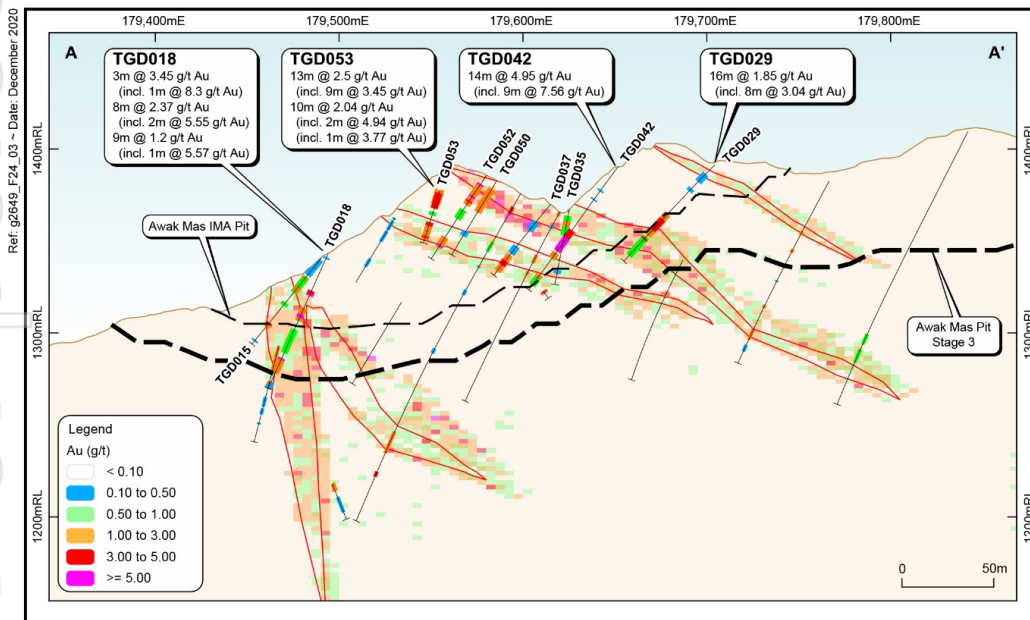 179,400mE 179,500mE 179,600mE 179,700mE 179,800mE
A
A'
TGD018
3m @ 3.45 g/t Au
(incl. 1m @ 8.3 g/t Au)
8m @ 2.37 g/t Au
(incl. 2m @ 5.55 g/t Au)
9m @ 1.2 g/t Au
(incl. 1m @ 5.57 g/t Au)
TGD053
13m @ 2.5 g/t Au
(incl. 9m @ 3.45 g/t Au)
10m @ 2.04 g/t Au
(incl. 2m @ 4.94 g/t Au)
(incl. 1m @ 3.77 g/t Au)
TGD042
14m @ 4.95 g/t Au
(incl. 9m @ 7.56 g/t Au)
TGD029
16m @ 1.85 g/t Au
(incl. 8m @ 3.04 g/t Au)
Ref: g2649_F24_03 ~ Date: December 2020
1400mRL
1300mRL
1200mRL
1400mRL
1300mRL
1200mRL
TGD018
TGD015
TGD053
TGD052
TGD050
TGD037
TGD035
TGD042
TGD029
Awak Mas IMA Pit
Awak Mas Pit
Stage 3
Legend
Au (g/t)
< 0.10
0.10 to 0.50
0.50 to 1.00
1.00 to 3.00
3.00 to 5.00
>= 5.00
0 50m